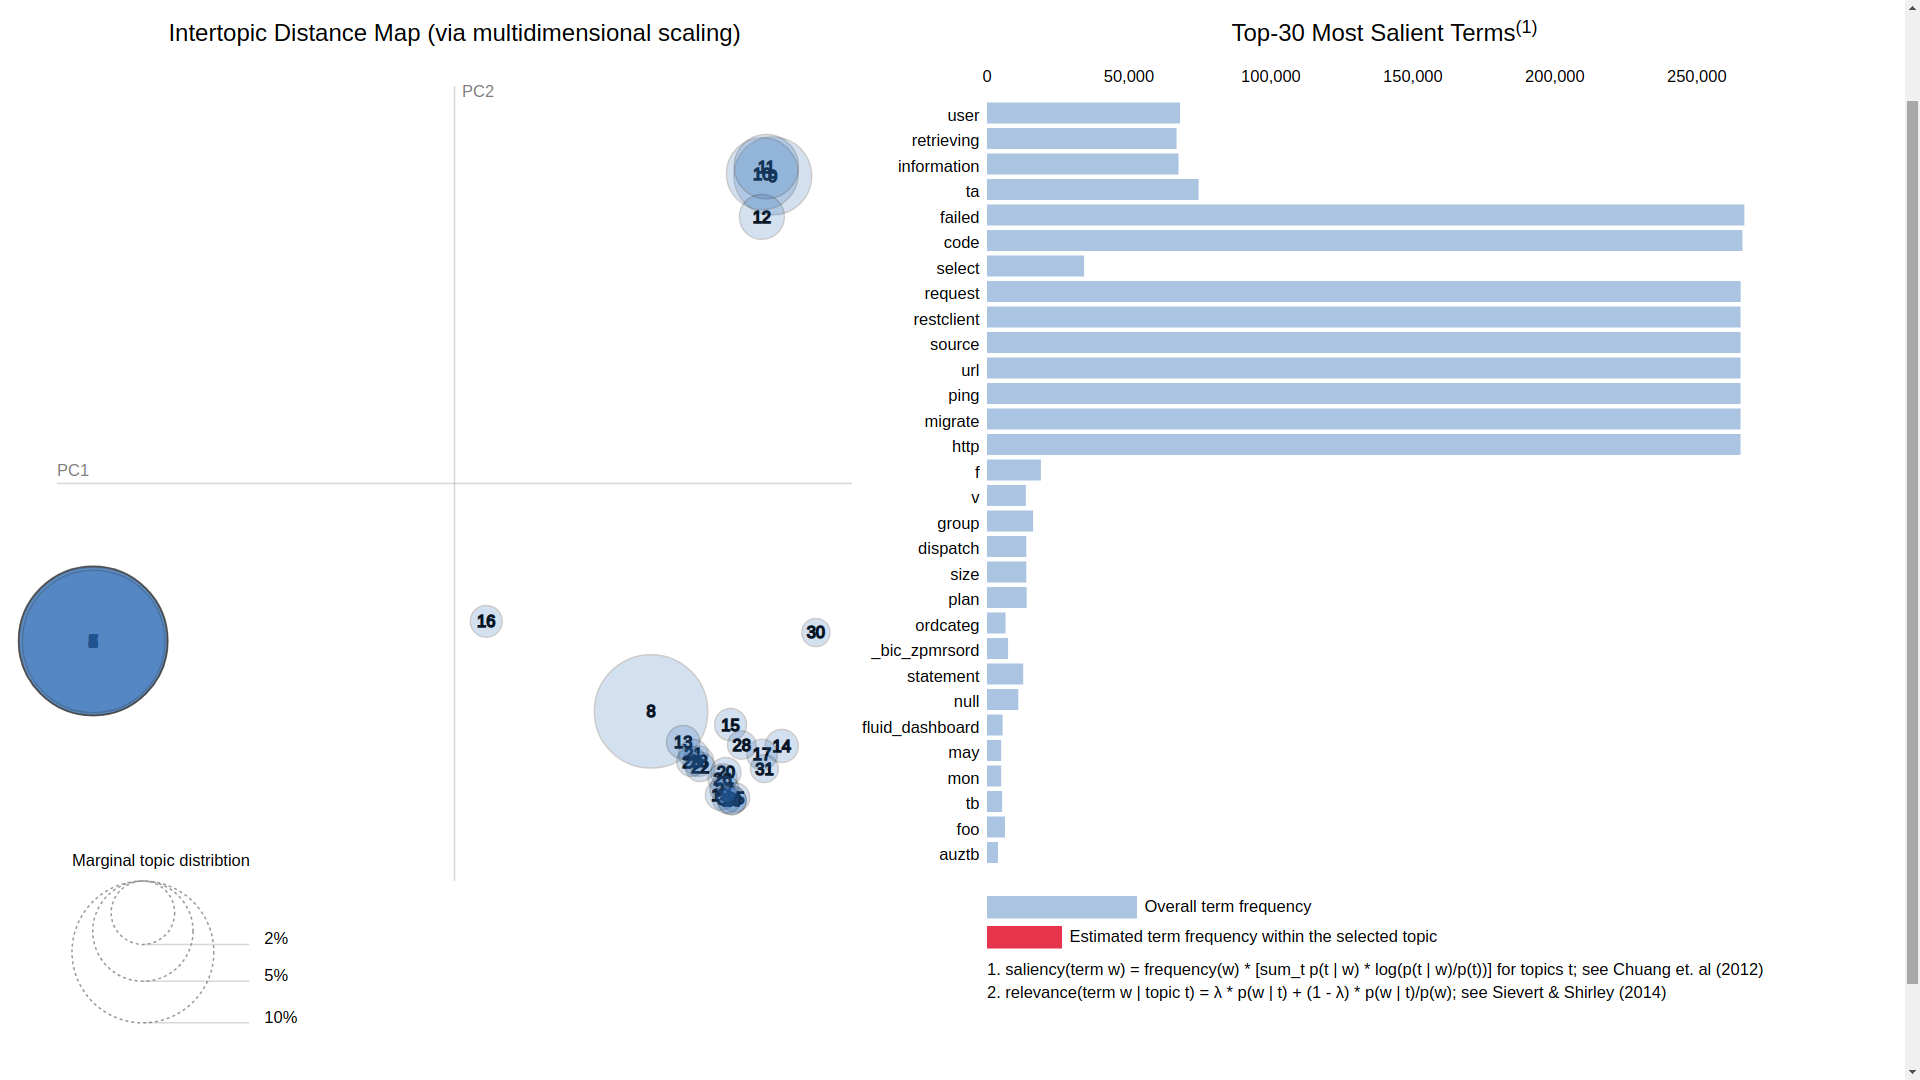 Intertopic Distance Map (via multidimensional scaling)
PC2
PC1
11
10
9
12
16
30
8
15
13
28
14
17
21
31
22
20
Marginal topic distribtion
2%
5%
10%
Top-30 Most Salient Terms(1)
0 50,000 100,000 150,000 200,000 250,000
user
retrieving
information
ta
failed
code
select
request
restclient
source
url
ping
migrate
http
f
v
group
dispatch
size
plan
ordcateg
_bic_zpmrsord
statement
null
fluid_dashboard
may
mon
tb
foo
auztb
Overall term frequency
Estimated term frequency within the selected topic
1. saliency(term w) = frequency(w) * [sum_t p(t | w) * log(p(t | w)/p(t))] for topics t; see Chuang et. al (2012)
2. relevance(term w | topic t) = λ * p(w | t) + (1 - λ) * p(w | t)/p(w); see Sievert & Shirley (2014)